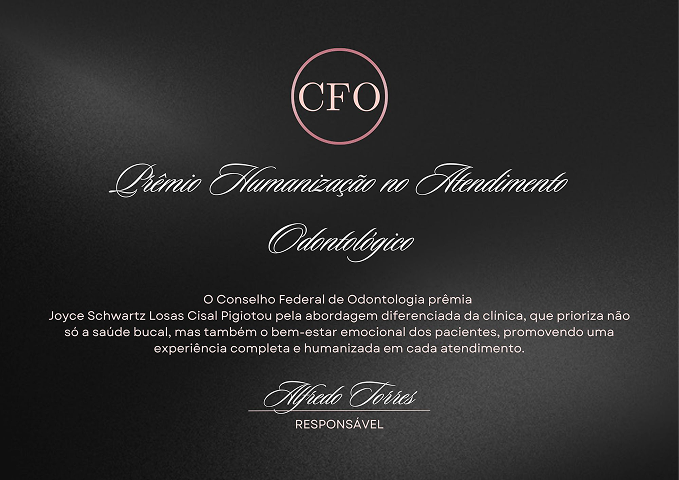 CFO
Prêmio Humanização no Atendimento
Odontológico
O Conselho Federal de Odontologia prêmia
Joyce Schwartz Losas Cisal Pigiotou pela abordagem diferenciada da clínica, que prioriza não
só a saúde bucal, mas também o bem-estar emocional dos pacientes, promovendo uma
experiência completa e humanizada em cada atendimento.
Alfredo Torres
RESPONSÁVEL